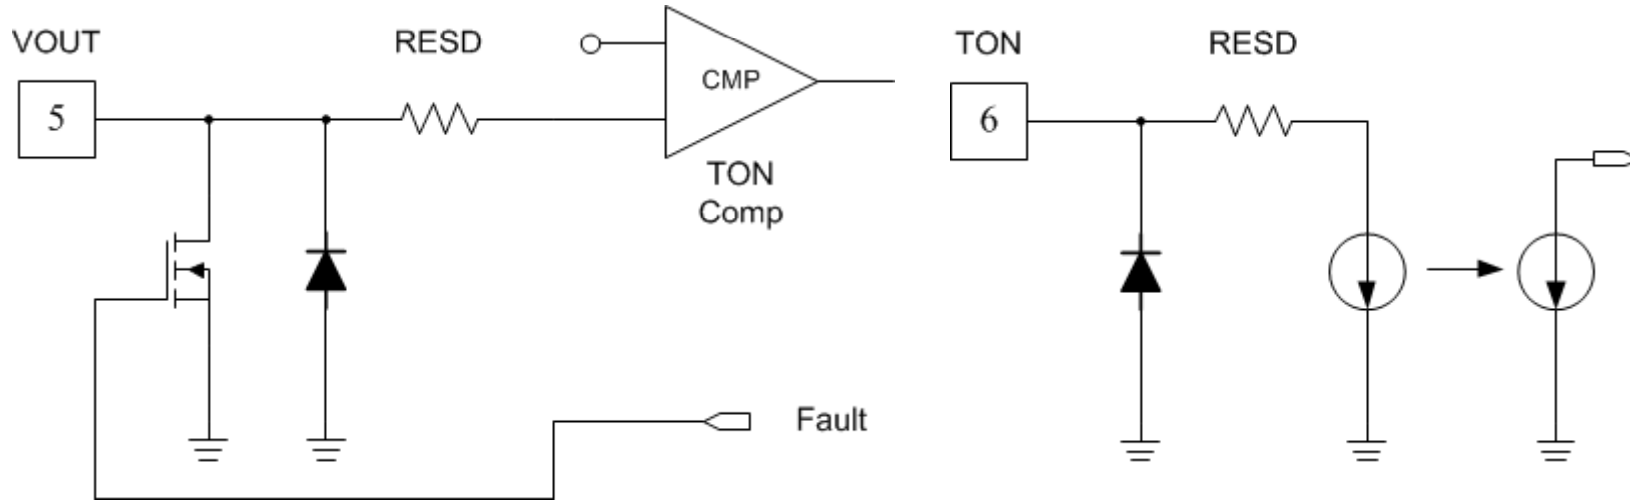 VOUT
RESD
5
CMP
TON
Comp
Fault
TON
RESD
6